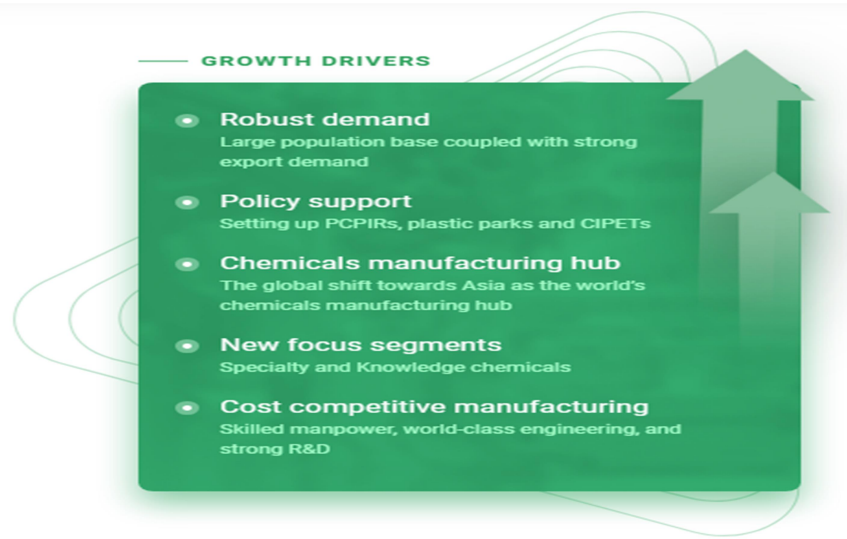 GROWTH DRIVERS
Robust demand
Large population base coupled with strong
export demand
Policy support
Setting up PCPIRs, plastic parks and CIPETs
Chemicals manufacturing hub
The global shift towards Asia as the world's
chemicals manufacturing hub
New focus segments
Specialty and Knowledge chemicals
Cost competitive manufacturing
Skilled manpower, world-class engineering, and
strong R&D